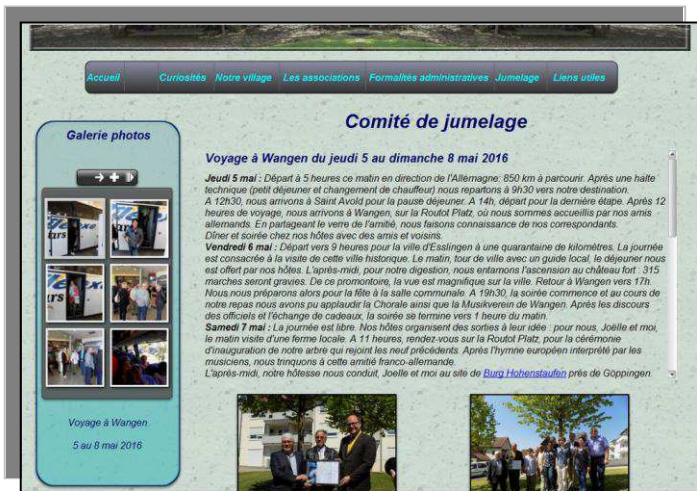 Accueil Curiosités Notre village Les associations Formalités administratives Jumelage Liens utiles
Galerie photos
Voyage à Wangen
5 au 8 mai 2016
Comité de jumelage
Voyage à Wangen du jeudi 5 au dimanche 8 mai 2016
Jeudi 5 mai : Départ à 5 heures ce matin en direction de l'Allemagne: 850 km à parcourir. Après une halte
technique (petit déjeuner et changement de chauffeur) nous repartons à 9h30 vers notre destination.
A 12h30, nous arrivons à Saint Avold pour la pause déjeuner. A 14h, départ pour la dernière étape. Après 12
heures de voyage, nous arrivons à Wangen, sur la Routot Platz, où nous sommes accueillis par nos amis
allemands. En partageant le verre de l'amitié, nous faisons connaissance de nos correspondants.
Dîner et soirée chez nos hôtes avec des amis et voisins.
Vendredi 6 mai : Départ vers 9 heures pour la ville d'Esslingen à une quarantaine de kilomètres. La journée
est consacrée à la visite de cette ville historique. Le matin, tour de ville avec un guide local, le déjeuner nous
est offert par nos hôtes. L'après-midi, pour notre digestion, nous entamons l'ascension au château fort : 315
marches seront gravies. De ce promontoire, la vue est magnifique sur la ville. Retour à Wangen vers 17h.
Nous nous préparons alors pour la fête à la salle communale. A 19h30, la soirée commence et au cours de
notre repas nous avons pu applaudir la Chorale ainsi que la Musikverein de Wangen. Après les discours
des officiels et l'échange de cadeaux, la soirée se termine vers 1 heure du matin.
Samedi 7 mai : La journée est libre. Nos hôtes organisent des sorties à leur idée : pour nous, Joëlle et moi,
le matin visite d'une ferme locale. A 11 heures, rendez-vous sur la Routot Platz, pour la cérémonie
d'inauguration de notre arbre qui rejoint les neuf précédents. Après l'hymne européen interprété par les
musiciens, nous trinquons à cette amitié franco-allemande.
L'après-midi, notre hôtesse nous conduit, Joelle et moi au site de Burg Hohenstaufen près de Göppingen.